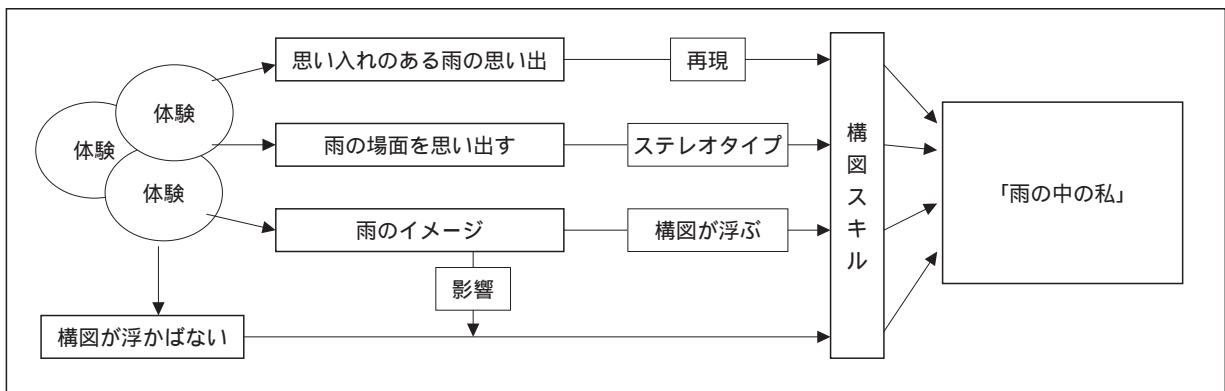 思い入れのある雨の思い出
再現
体験
体験
体験
雨の場面を思い出す
ステレオタイプ
雨のイメージ
構図が浮ぶ
影響
構図が浮かばない
構図スキル
「雨の中の私」